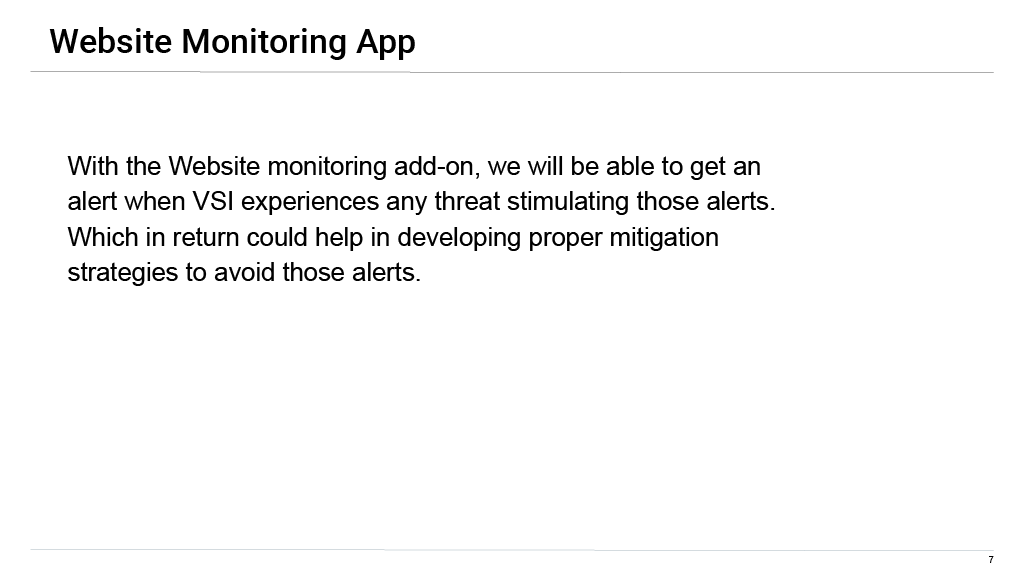 Website Monitoring App
With the Website monitoring add-on, we will be able to get an
alert when VSI experiences any threat stimulating those alerts.
Which in return could help in developing proper mitigation
strategies to avoid those alerts.
7